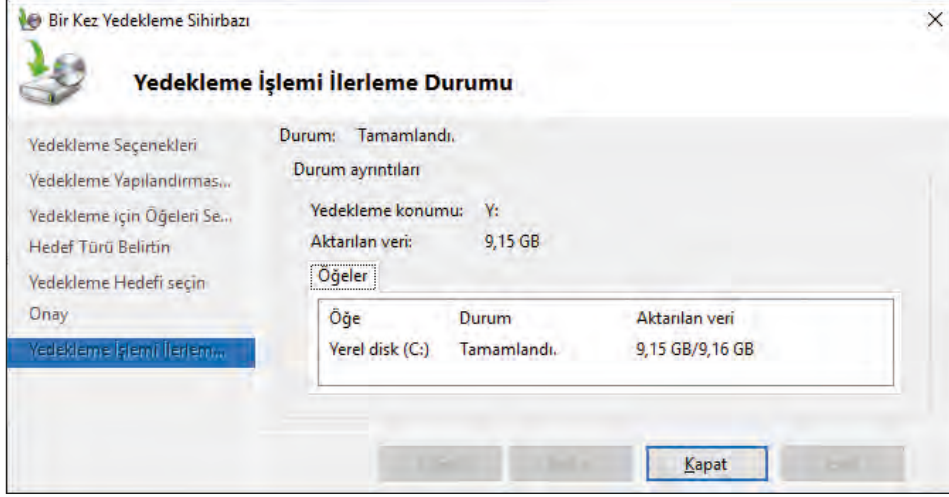 Bir Kez Yedekleme Sihirbazı
Yedekleme İşlemi İlerleme Durumu
Yedekleme Seçenekleri
Yedekleme Yapılandırmas...
Yedekleme için Öğeleri Se...
Hedef Türü Belirtin
Yedekleme Hedefi seçin
Onay
Yedekleme İşlemi İlerlem...
Durum: Tamamlandı.
Durum ayrıntıları
Yedekleme konumu: Y:
Aktarılan veri: 9,15 GB
Öğeler
Öğe Durum Aktarılan veri
Yerel disk (C:) Tamamlandı. 9,15 GB/9,16 GB
Kapat